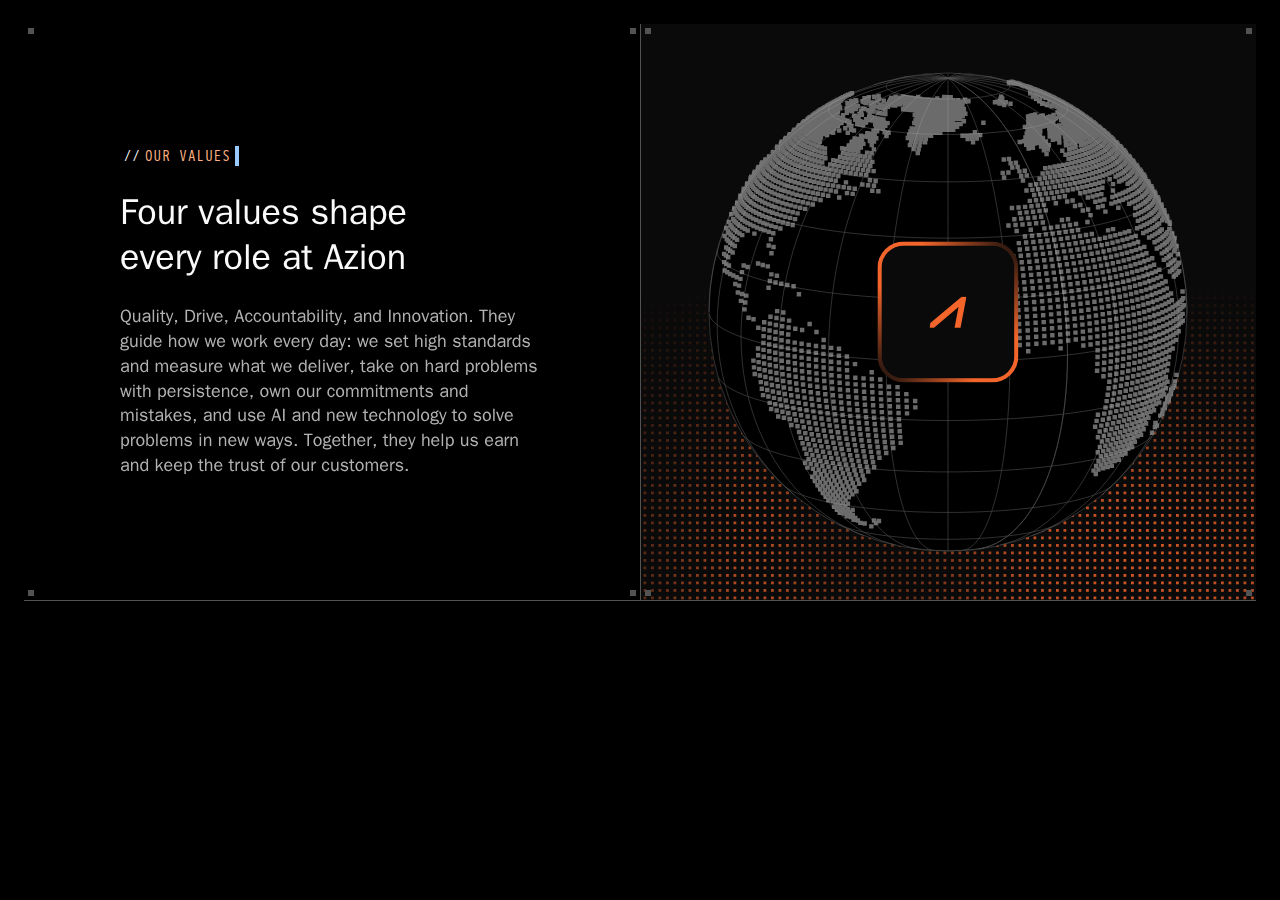 // OUR VALUES
Four values shape
every role at Azion
Quality, Drive, Accountability, and Innovation. They
guide how we work every day: we set high standards
and measure what we deliver, take on hard problems
with persistence, own our commitments and
mistakes, and use AI and new technology to solve
problems in new ways. Together, they help us earn
and keep the trust of our customers.